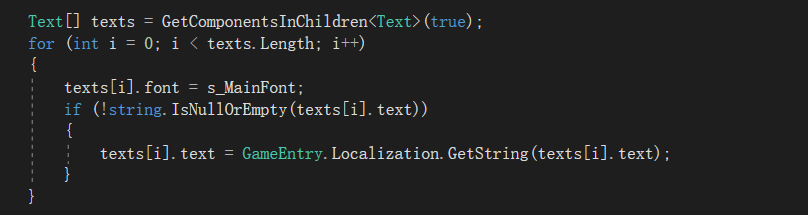 Text[] texts = GetComponentsInChildren<Text>(true);
for (int i = 0; i < texts.Length; i++)
{
texts[i].font = s_MainFont;
if (!string.IsNullOrEmpty(texts[i].text))
{
texts[i].text = GameEntry.Localization.GetString(texts[i].text);
}
}